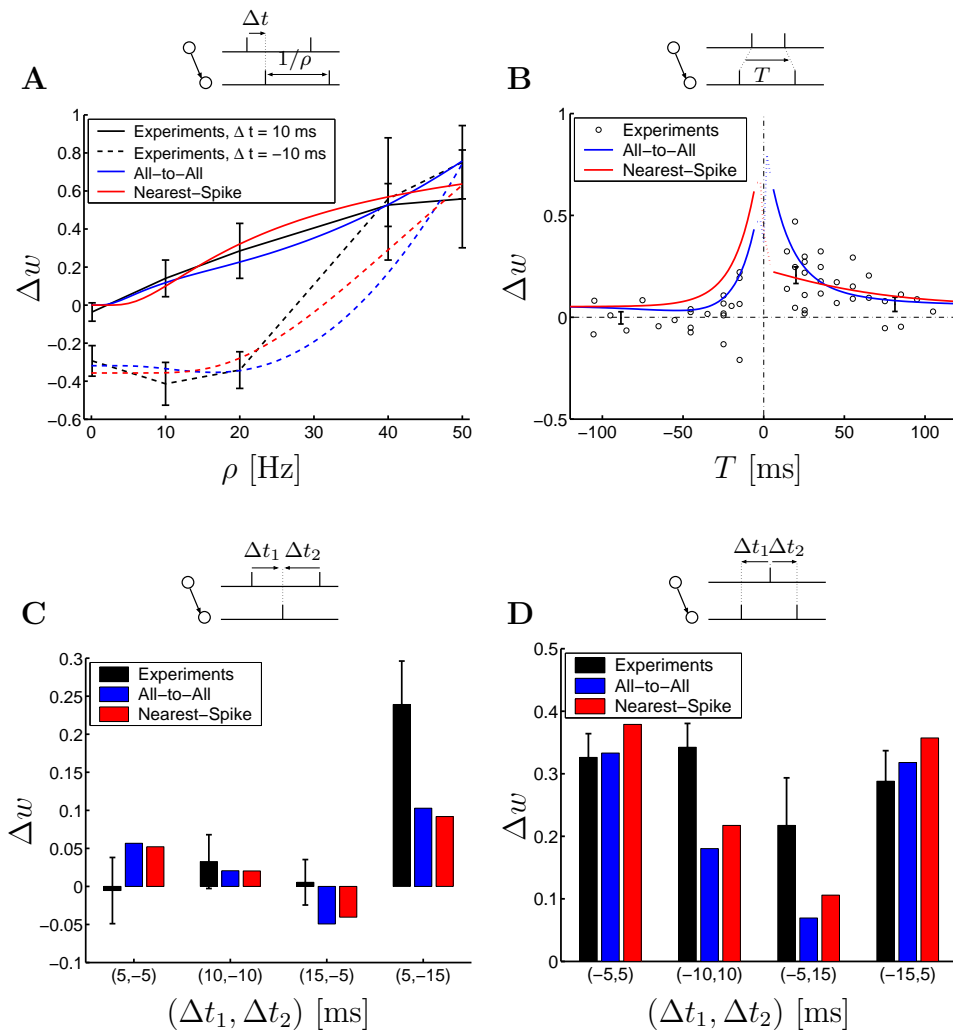 Δt
1/ρ
A
Experiments, Δ t = 10 ms
Experiments, Δ t = −10 ms
All−to−All
Nearest−Spike
1
0.8
0.6
0.4
0.2
0
−0.2
−0.4
−0.6
0 10 20 30 40 50
Δw
ρ [Hz]
T
B
Experiments
All−to−All
Nearest−Spike
1
0.5
0
−0.5
−100 −50 0 50 100
Δw
T [ms]
Δt₁ Δt₂
C
Experiments
All−to−All
Nearest−Spike
0.3
0.25
0.2
0.15
0.1
0.05
0
−0.05
−0.1
(5,−5) (10,−10) (15,−5) (5,−15)
Δw
(Δt₁, Δt₂) [ms]
Δt₁Δt₂
D
Experiments
All−to−All
Nearest−Spike
0.5
0.4
0.3
0.2
0.1
0
(−5,5) (−10,10) (−5,15) (−15,5)
Δw
(Δt₁, Δt₂) [ms]